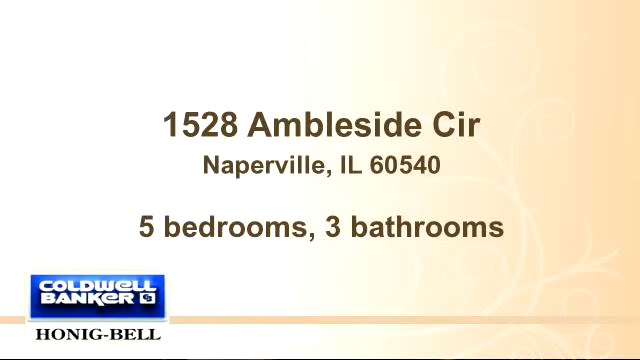 1528 Ambleside Cir
Naperville, IL 60540
5 bedrooms, 3 bathrooms
COLDWELL
BANKER
HONIG-BELL